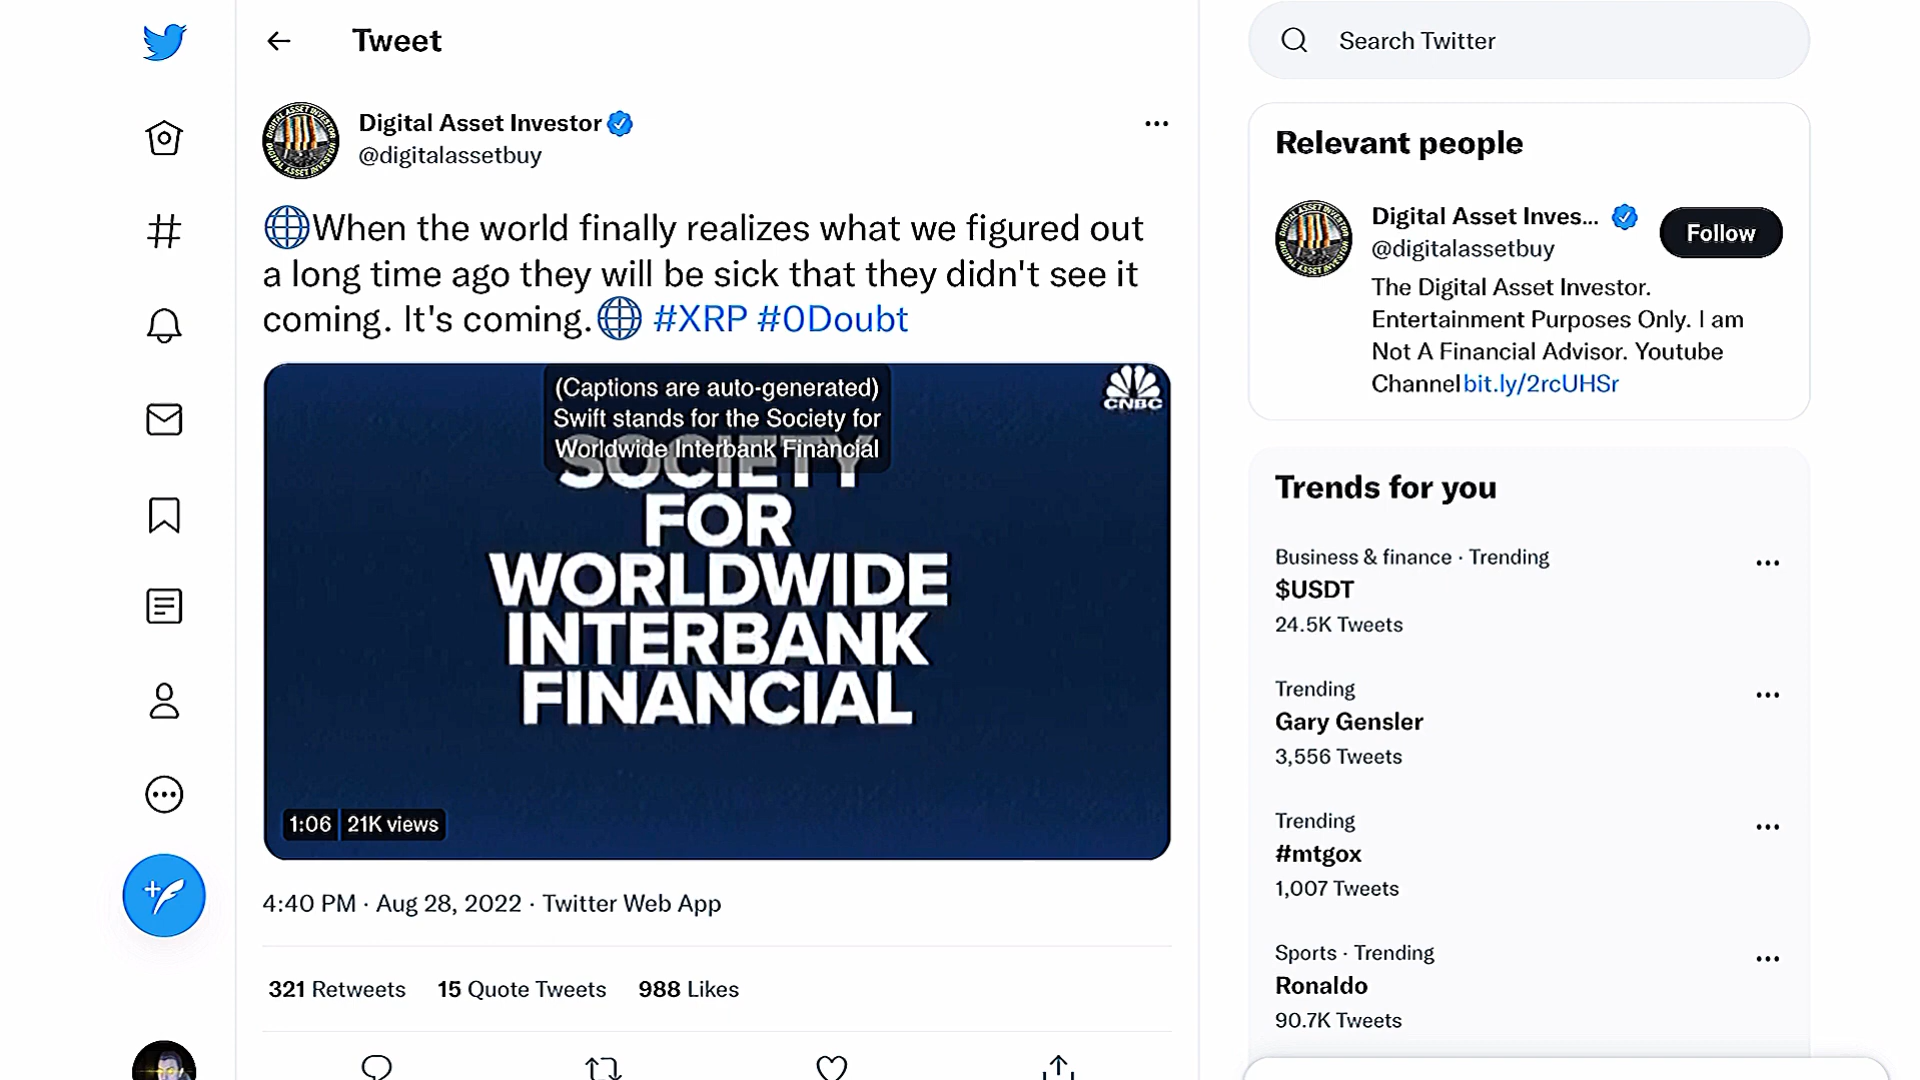 Tweet
Digital Asset Investor
@digitalassetbuy
When the world finally realizes what we figured out
a long time ago they will be sick that they didn't see it
coming. It's coming. #XRP #0Doubt
(Captions are auto-generated)
Swift stands for the Society for
Worldwide Interbank Financial
CNBC
SOCIETY
FOR
WORLDWIDE
INTERBANK
FINANCIAL
1:06 21K views
4:40 PM · Aug 28, 2022 · Twitter Web App
321 Retweets 15 Quote Tweets 988 Likes
Search Twitter
Relevant people
Digital Asset Inves...
@digitalassetbuy
Follow
The Digital Asset Investor.
Entertainment Purposes Only. I am
Not A Financial Advisor. Youtube
Channel bit.ly/2rcUHSr
Trends for you
Business & finance · Trending
$USDT
24.5K Tweets
Trending
Gary Gensler
3,556 Tweets
Trending
#mtgox
1,007 Tweets
Sports · Trending
Ronaldo
90.7K Tweets